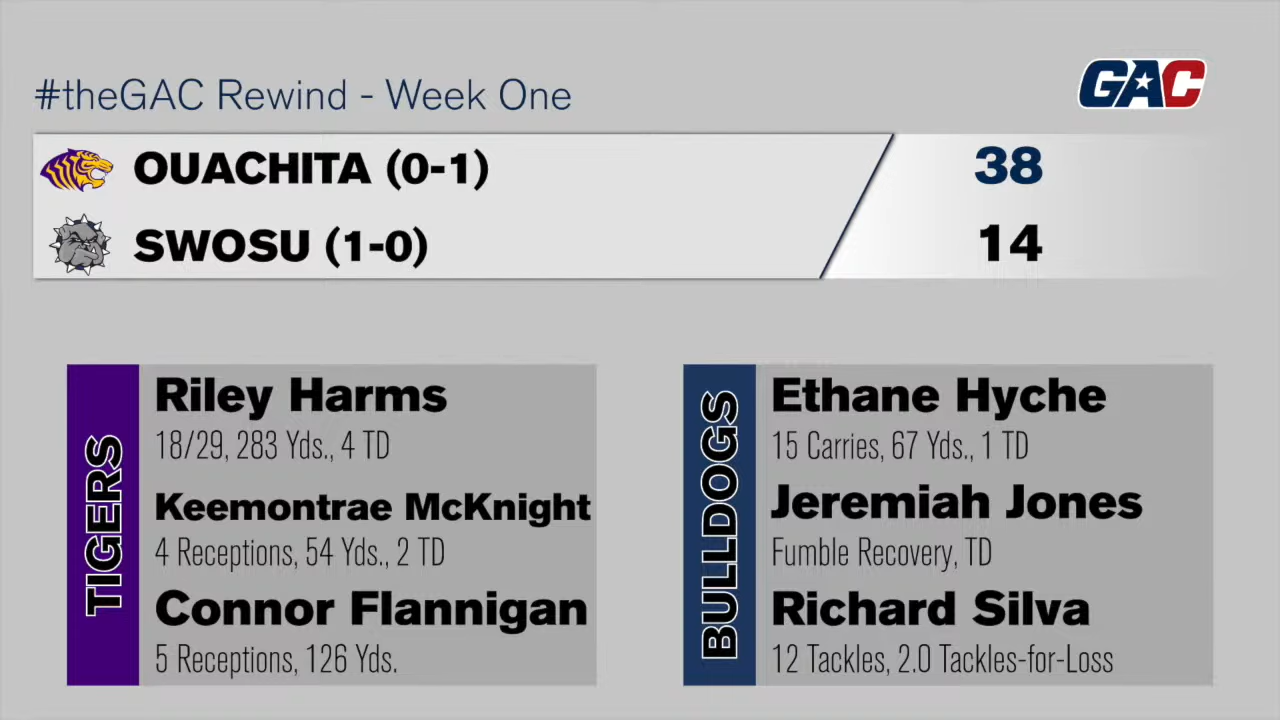 #theGAC Rewind - Week One
GAC
OUACHITA (0-1) 38
SWOSU (1-0) 14
TIGERS
Riley Harms
18/29, 283 Yds., 4 TD
Keemontrae McKnight
4 Receptions, 54 Yds., 2 TD
Connor Flannigan
5 Receptions, 126 Yds.
BULLDOGS
Ethane Hyche
15 Carries, 67 Yds., 1 TD
Jeremiah Jones
Fumble Recovery, TD
Richard Silva
12 Tackles, 2.0 Tackles-for-Loss